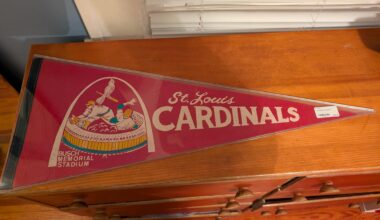 St. Louis
CARDINALS
BUSCH
MEMORIAL
STADIUM